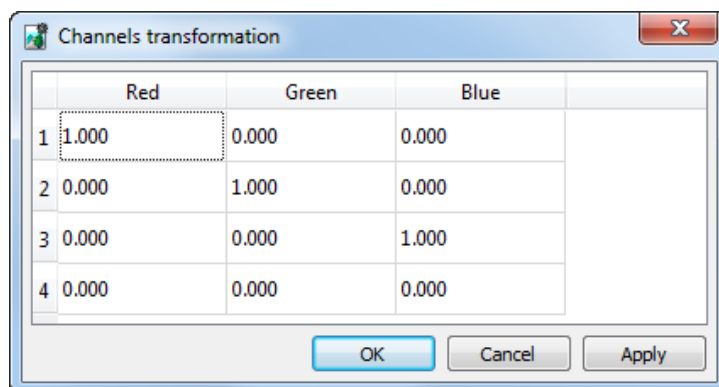 Channels transformation
Red Green Blue
1 1.000 0.000 0.000
2 0.000 1.000 0.000
3 0.000 0.000 1.000
4 0.000 0.000 0.000
OK Cancel Apply